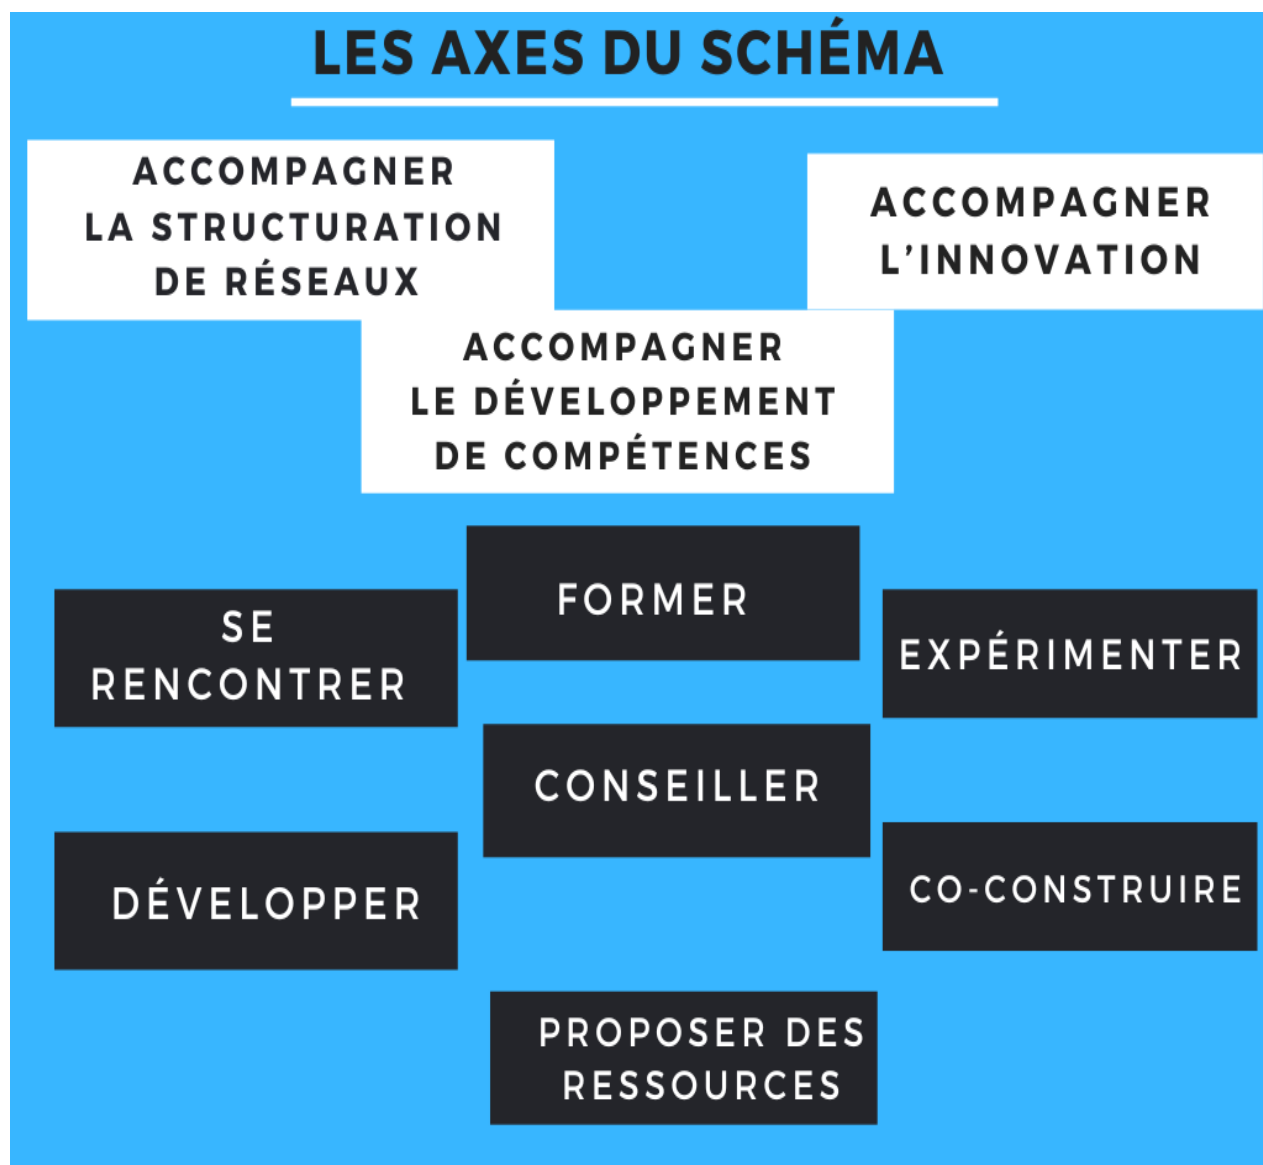 LES AXES DU SCHÉMA
ACCOMPAGNER
LA STRUCTURATION
DE RÉSEAUX
ACCOMPAGNER
L’INNOVATION
ACCOMPAGNER
LE DÉVELOPPEMENT
DE COMPÉTENCES
SE
RENCONTRER
FORMER
EXPÉRIMENTER
CONSEILLER
DÉVELOPPER
CO-CONSTRUIRE
PROPOSER DES
RESSOURCES